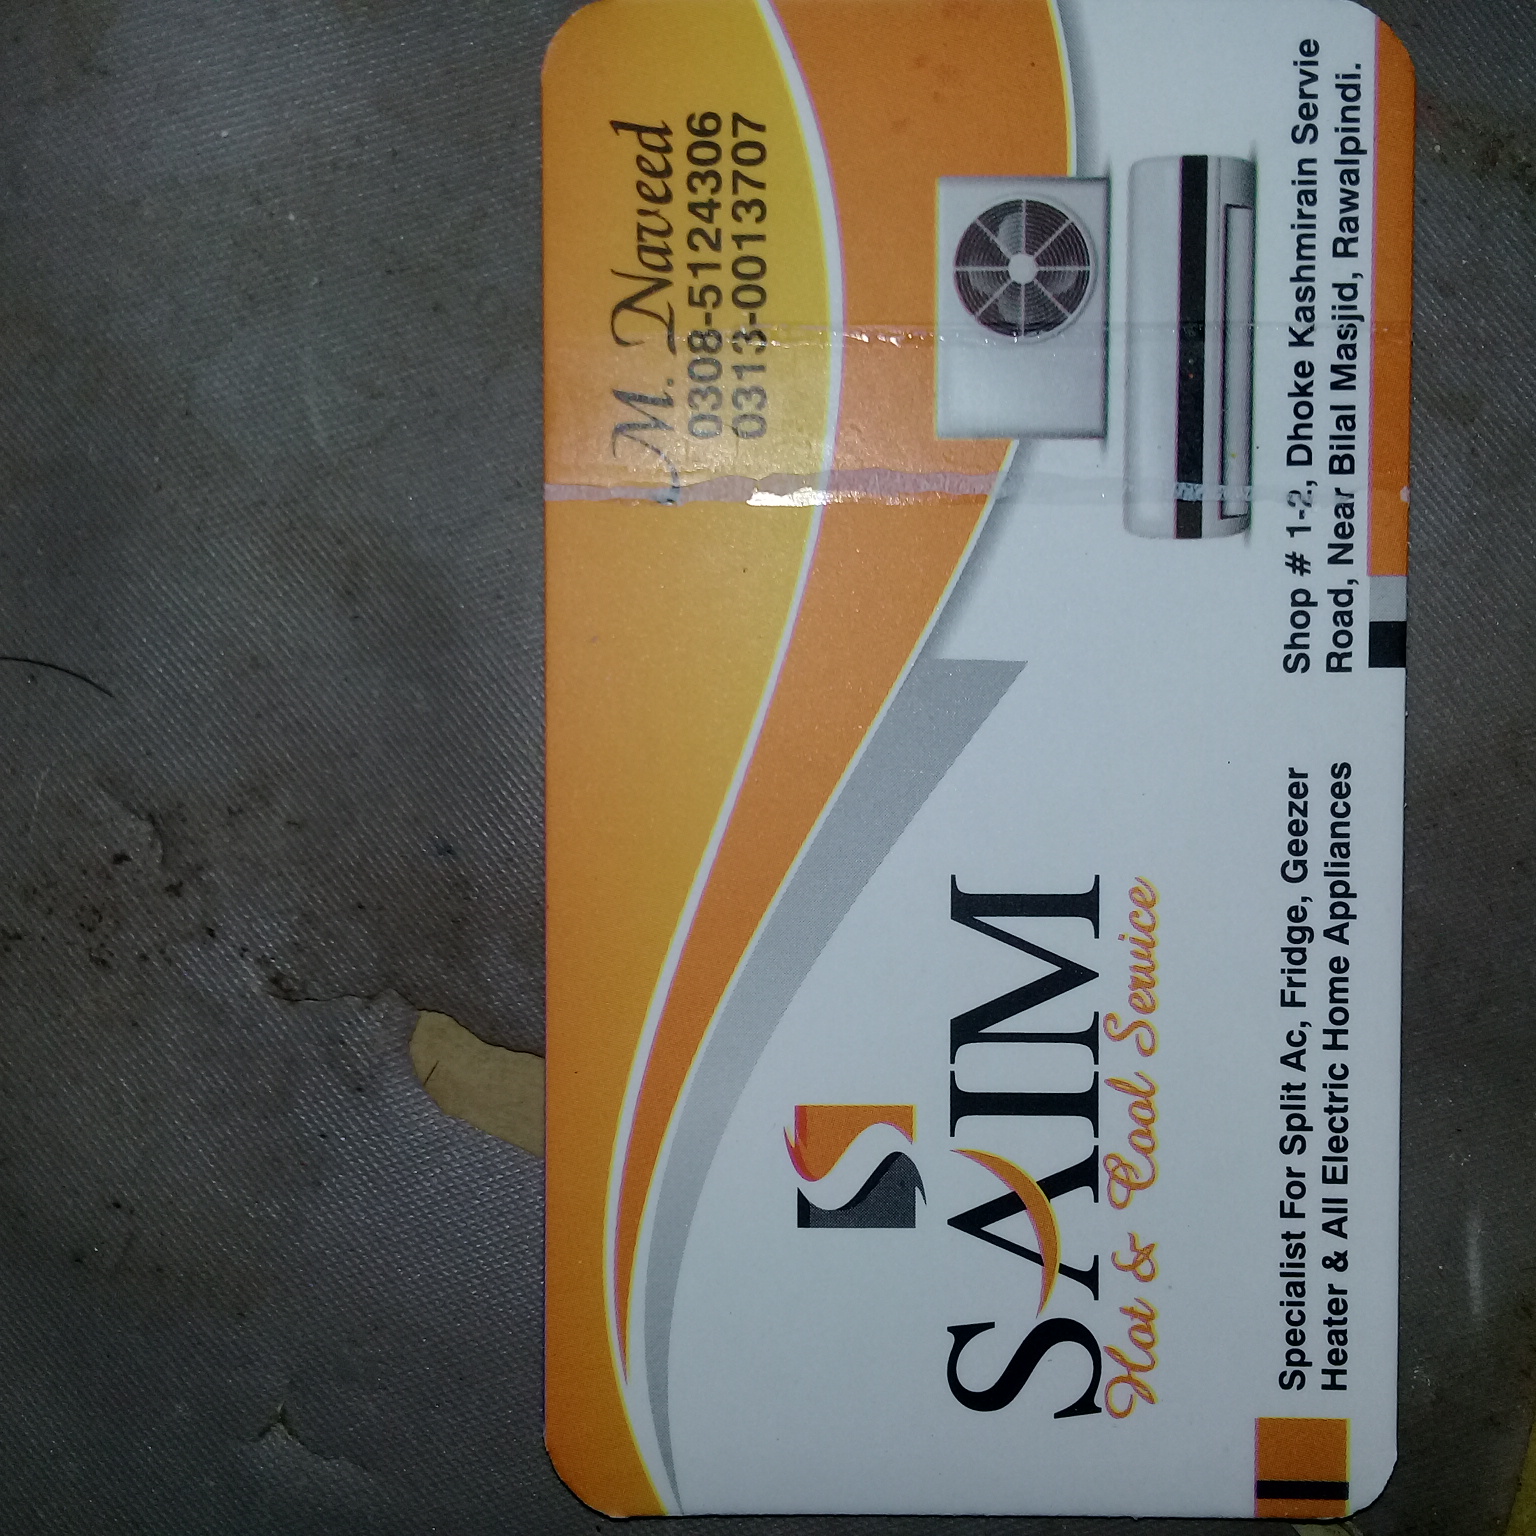 M. Naveed
0308-5124306
0313-0013707
SAIM
Hot & Cool Service
Specialist For Split Ac, Fridge, Geezer
Heater & All Electric Home Appliances
Shop # 1-2, Dhoke Kashmirain Servie
Road, Near Bilal Masjid, Rawalpindi.